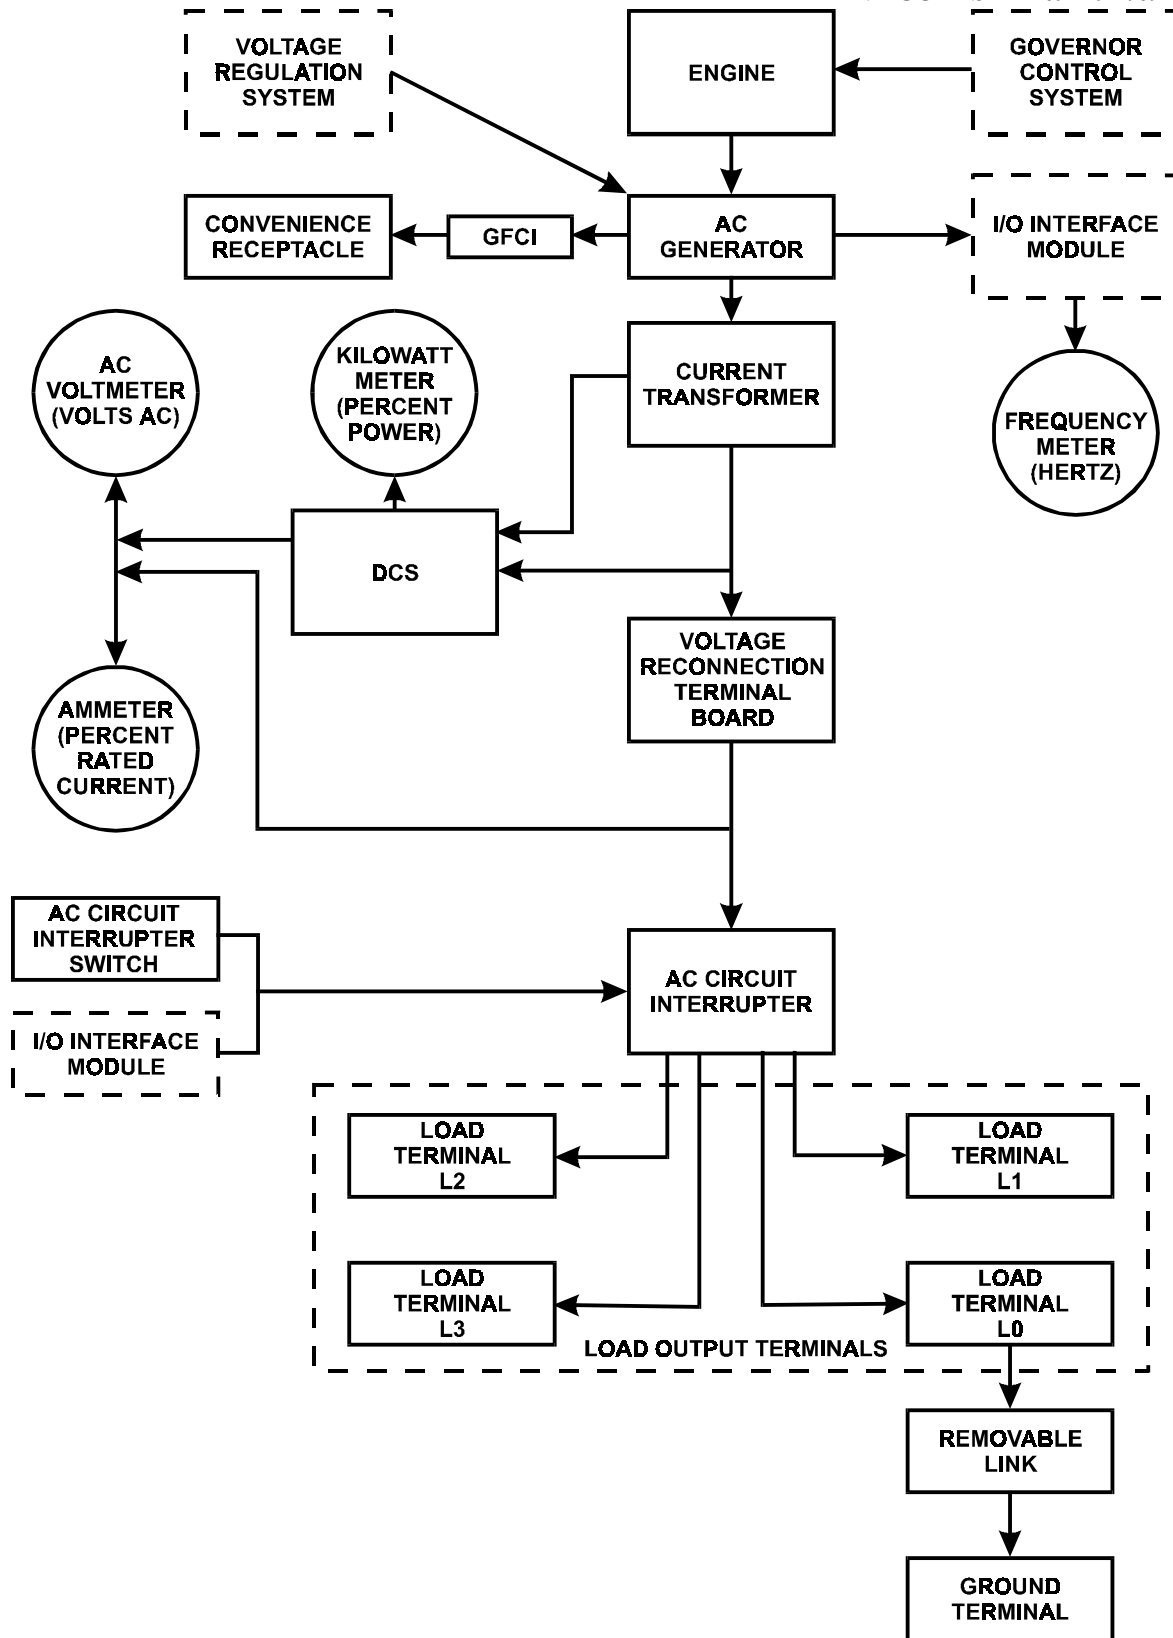 VOLTAGE
REGULATION
SYSTEM
ENGINE
GOVERNOR
CONTROL
SYSTEM
CONVENIENCE
RECEPTACLE
GFCI
AC
GENERATOR
I/O INTERFACE
MODULE
AC
VOLTMETER
(VOLTS AC)
KILOWATT
METER
(PERCENT
POWER)
CURRENT
TRANSFORMER
FREQUENCY
METER
(HERTZ)
DCS
VOLTAGE
RECONNECTION
TERMINAL
BOARD
AMMETER
(PERCENT
RATED
CURRENT)
AC CIRCUIT
INTERRUPTER
SWITCH
AC CIRCUIT
INTERRUPTER
I/O INTERFACE
MODULE
LOAD
TERMINAL
L2
LOAD
TERMINAL
L1
LOAD
TERMINAL
L3
LOAD
TERMINAL
L0
LOAD OUTPUT TERMINALS
REMOVABLE
LINK
GROUND
TERMINAL